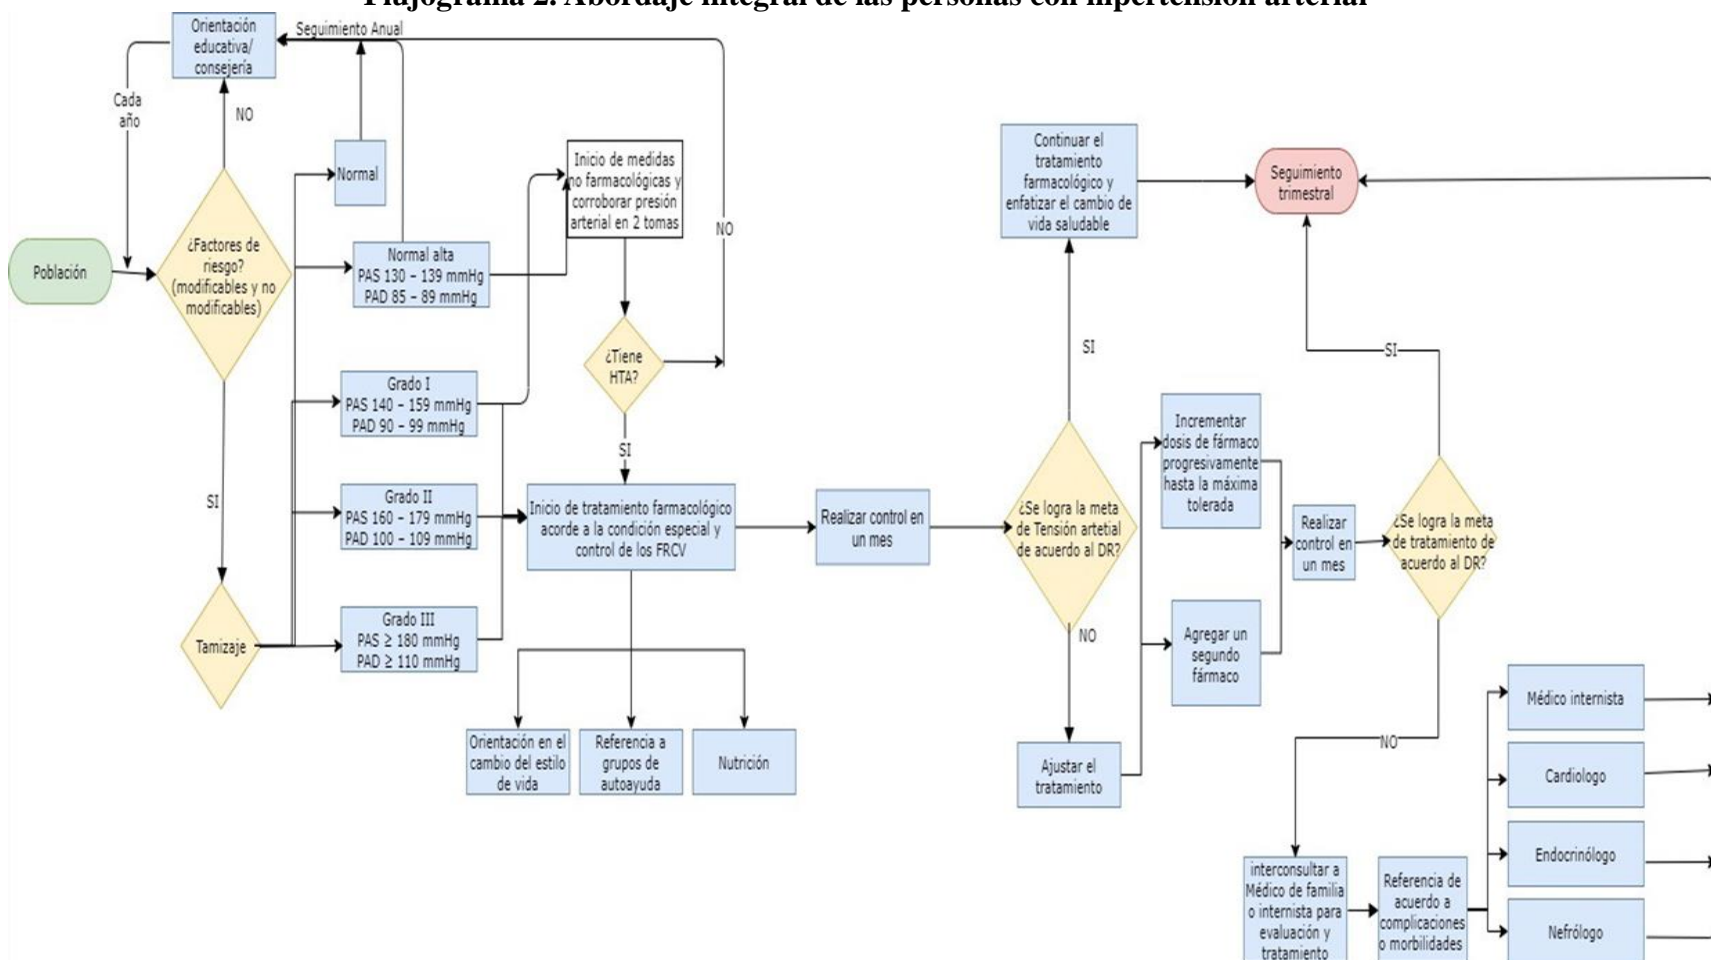 Flujograma 2. Abordaje integral de las personas con hipertensión arterial
Orientación
educativa/
consejería
Seguimiento Anual
Cada
año
NO
Normal
Población
¿Factores de
riesgo?
(modificables y no
modificables)
SI
Tamizaje
Normal alta
PAS 130 – 139 mmHg
PAD 85 – 89 mmHg
Grado I
PAS 140 – 159 mmHg
PAD 90 – 99 mmHg
Grado II
PAS 160 – 179 mmHg
PAD 100 – 109 mmHg
Grado III
PAS ≥ 180 mmHg
PAD ≥ 110 mmHg
Inicio de medidas
no farmacológicas y
corroborar presión
arterial en 2 tomas
NO
¿Tiene
HTA?
SI
Inicio de tratamiento farmacológico
acorde a la condición especial y
control de los FRCV
Orientación en el
cambio del estilo
de vida
Referencia a
grupos de
autoayuda
Nutrición
Realizar control en
un mes
Continuar el
tratamiento
farmacológico y
enfatizar el cambio de
vida saludable
SI
¿Se logra la meta
de Tensión artetial
de acuerdo al DR?
NO
Ajustar el
tratamiento
Incrementar
dosis de fármaco
progresivamente
hasta la máxima
tolerada
Agregar un
segundo
fármaco
Realizar
control en
un mes
Seguimiento
trimestral
SI
¿Se logra la meta
de tratamiento de
acuerdo al DR?
NO
interconsultar a
Médico de familia
o internista para
evaluación y
tratamiento
Referencia de
acuerdo a
complicaciones
o morbilidades
Médico internista
Cardiologo
Endocrinólogo
Nefrólogo